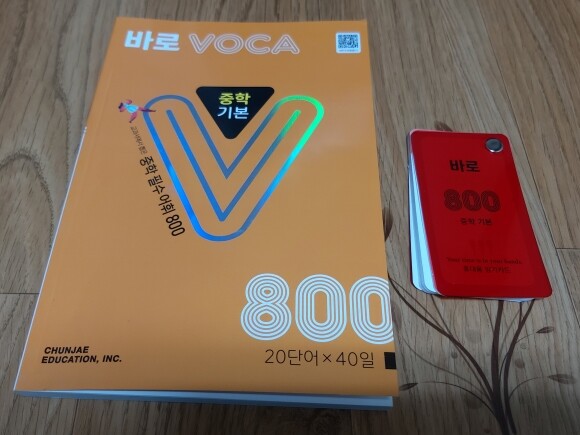 바로 VOCA
중학
기본
중학 필수 어휘 800
800
20단어×40일
CHUNJAE
EDUCATION, INC.
바로
800
중학 기본